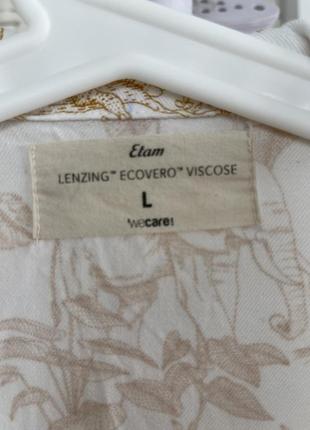 Etam
LENZING™ ECOVERO™ VISCOSE
L
wecare!